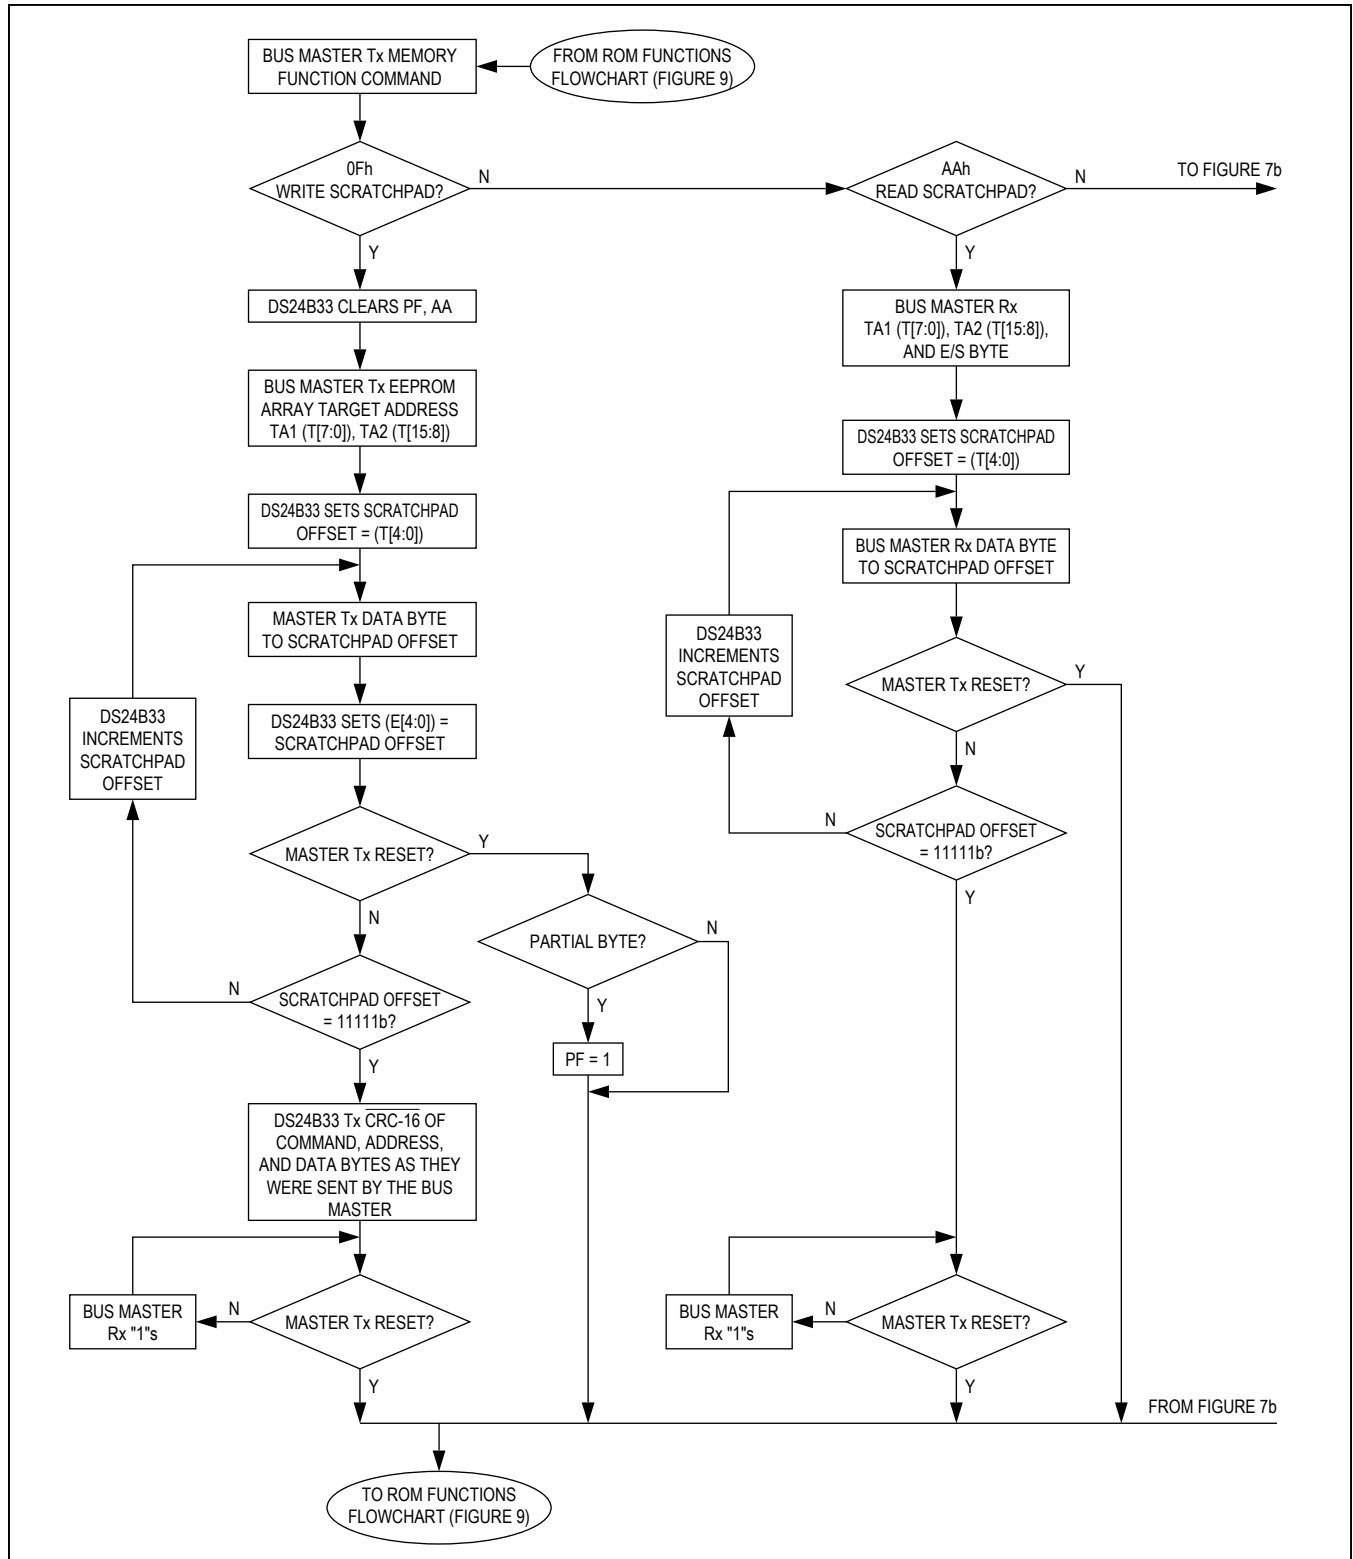 BUS MASTER Tx MEMORY
FUNCTION COMMAND
FROM ROM FUNCTIONS
FLOWCHART (FIGURE 9)
0Fh
WRITE SCRATCHPAD?
N
Y
AAh
READ SCRATCHPAD?
N
TO FIGURE 7b
Y
DS24B33 CLEARS PF, AA
BUS MASTER Tx EEPROM
ARRAY TARGET ADDRESS
TA1 (T[7:0]), TA2 (T[15:8])
DS24B33 SETS SCRATCHPAD
OFFSET = (T[4:0])
MASTER Tx DATA BYTE
TO SCRATCHPAD OFFSET
DS24B33 SETS (E[4:0]) =
SCRATCHPAD OFFSET
DS24B33
INCREMENTS
SCRATCHPAD
OFFSET
MASTER Tx RESET?
Y
N
PARTIAL BYTE?
N
Y
PF = 1
SCRATCHPAD OFFSET
= 11111b?
N
Y
DS24B33 Tx CRC-16 OF
COMMAND, ADDRESS,
AND DATA BYTES AS THEY
WERE SENT BY THE BUS
MASTER
BUS MASTER
Rx "1"s
N
MASTER Tx RESET?
Y
BUS MASTER Rx
TA1 (T[7:0]), TA2 (T[15:8]),
AND E/S BYTE
DS24B33 SETS SCRATCHPAD
OFFSET = (T[4:0])
BUS MASTER Rx DATA BYTE
TO SCRATCHPAD OFFSET
DS24B33
INCREMENTS
SCRATCHPAD
OFFSET
MASTER Tx RESET?
Y
N
SCRATCHPAD OFFSET
= 11111b?
N
Y
BUS MASTER
Rx "1"s
N
MASTER Tx RESET?
Y
FROM FIGURE 7b
TO ROM FUNCTIONS
FLOWCHART (FIGURE 9)